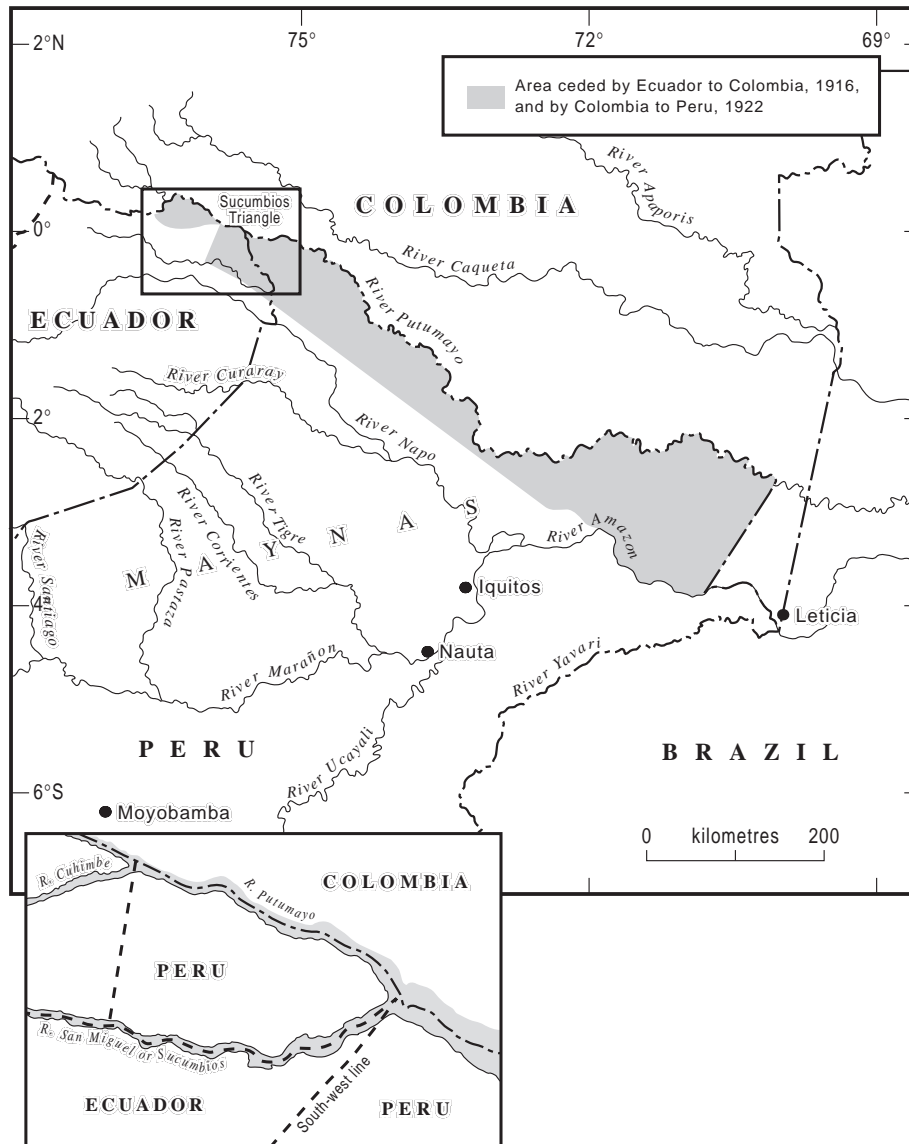 75°
72°
69°
2°N
Area ceded by Ecuador to Colombia, 1916,
and by Colombia to Peru, 1922
River Apaporis
Sucumbios
Triangle
COLOMBIA
0°
River Caqueta
River Putumayo
ECUADOR
River Curaray
2°
River Napo
River Tigre
River Corrientes
River Pastaza
River Santiago
MAYNAS
River Amazon
Iquitos
4°
Leticia
Nauta
River Marañon
River Yavari
PERU
BRAZIL
River Ucayali
6°S
Moyobamba
0 kilometres 200
R. Cuhimbe
COLOMBIA
R. Putumayo
PERU
R. San Miguel or Sucumbios
ECUADOR
South-west line
PERU